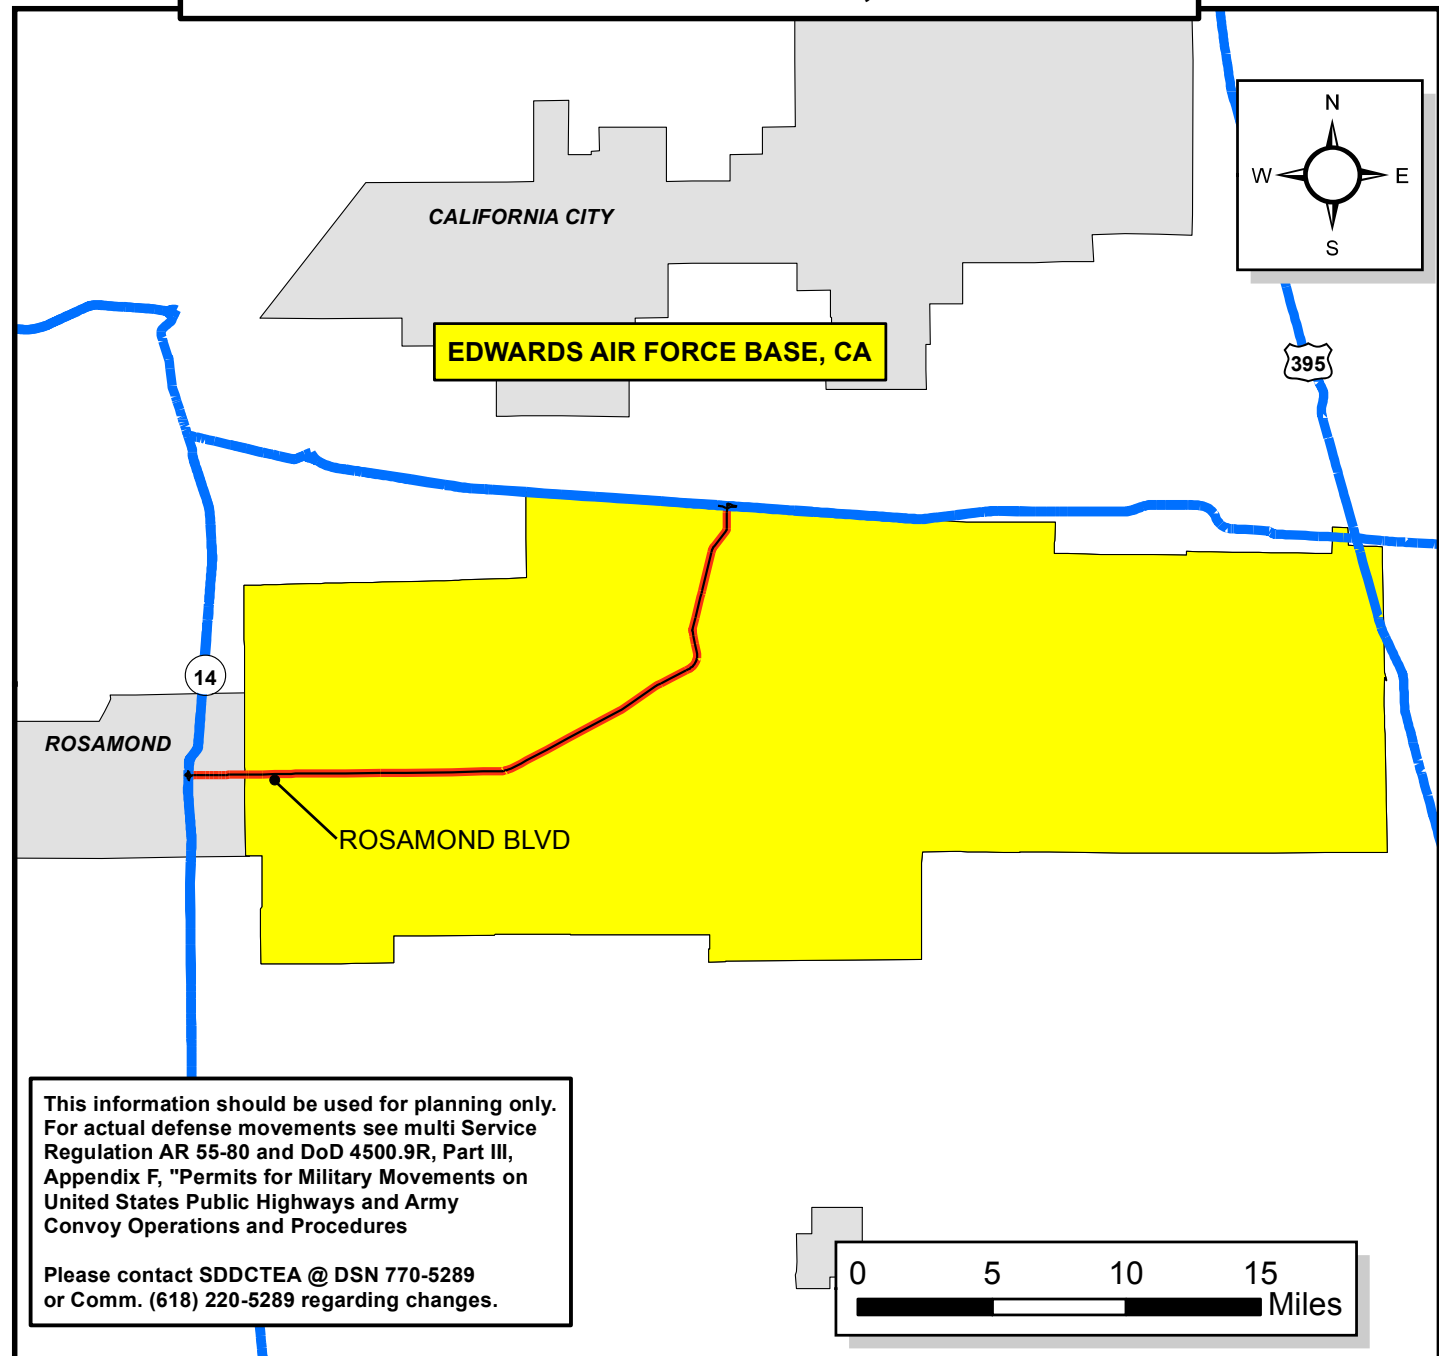 N
W
E
S
CALIFORNIA CITY
EDWARDS AIR FORCE BASE, CA
395
14
ROSAMOND
ROSAMOND BLVD
This information should be used for planning only.
For actual defense movements see multi Service
Regulation AR 55-80 and DoD 4500.9R, Part III,
Appendix F, "Permits for Military Movements on
United States Public Highways and Army
Convoy Operations and Procedures
Please contact SDDCTEA @ DSN 770-5289
or Comm. (618) 220-5289 regarding changes.
0 5 10 15
Miles